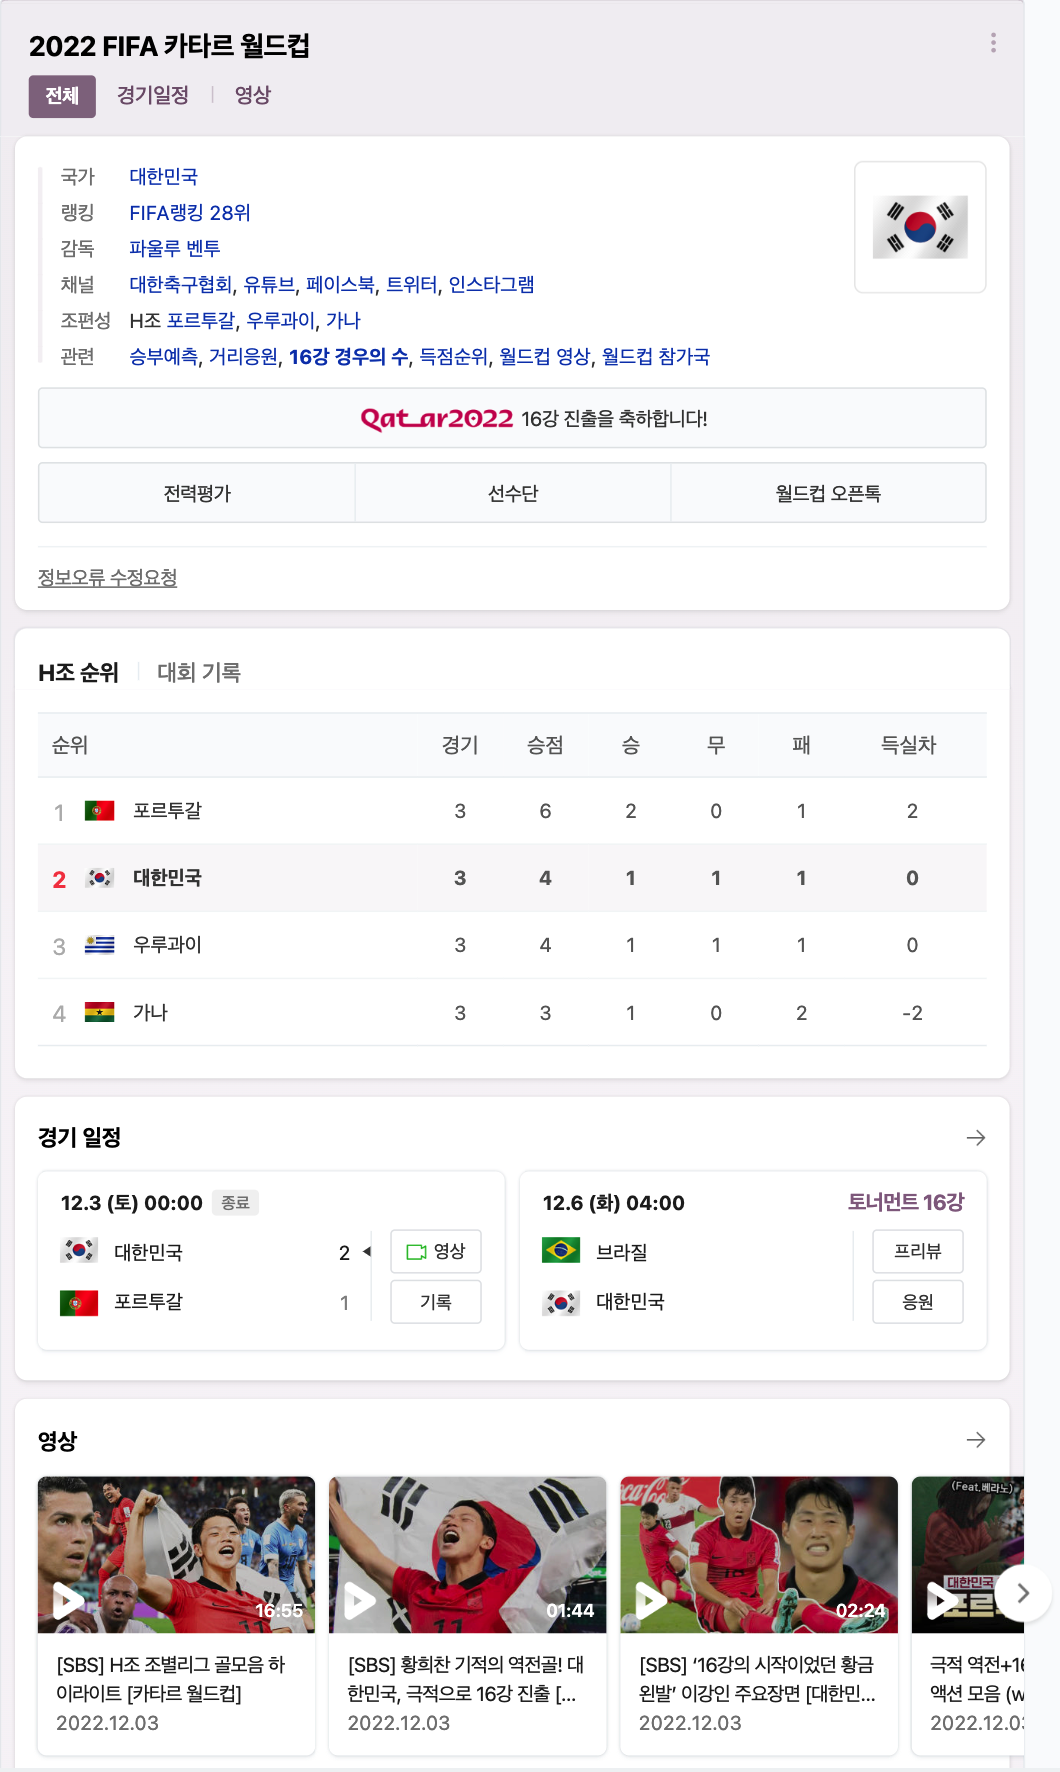 2022 FIFA 카타르 월드컵
전체 경기일정 영상
국가 대한민국
랭킹 FIFA랭킹 28위
감독 파울루 벤투
채널 대한축구협회, 유튜브, 페이스북, 트위터, 인스타그램
조편성 H조 포르투갈, 우루과이, 가나
관련 승부예측, 거리응원, 16강 경우의 수, 득점순위, 월드컵 영상, 월드컵 참가국
Qatar2022 16강 진출을 축하합니다!
전력평가 선수단 월드컵 오픈톡
정보오류 수정요청
H조 순위 대회 기록
순위 경기 승점 승 무 패 득실차
1 포르투갈 3 6 2 0 1 2
2 대한민국 3 4 1 1 1 0
3 우루과이 3 4 1 1 1 0
4 가나 3 3 1 0 2 -2
경기 일정
12.3 (토) 00:00 종료
대한민국 2 영상
포르투갈 1 기록
12.6 (화) 04:00 토너먼트 16강
브라질 프리뷰
대한민국 응원
영상
16:55
[SBS] H조 조별리그 골모음 하
이라이트 [카타르 월드컵]
2022.12.03
01:44
[SBS] 황희찬 기적의 역전골! 대
한민국, 극적으로 16강 진출 [...
2022.12.03
02:24
[SBS] ‘16강의 시작이었던 황금
왼발’ 이강인 주요장면 [대한민...
2022.12.03
(Feat.베라노)
대한민국
극적 역전+16
액션 모음 (w
2022.12.03